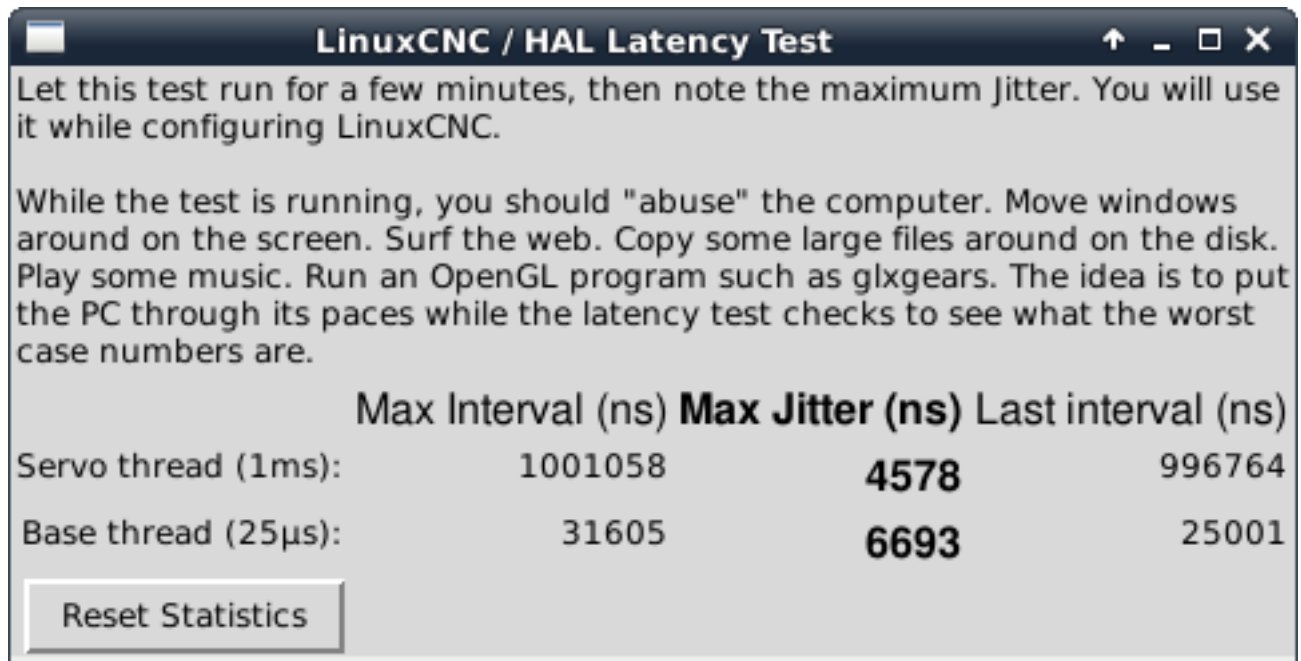 LinuxCNC / HAL Latency Test
Let this test run for a few minutes, then note the maximum Jitter. You will use
it while configuring LinuxCNC.
While the test is running, you should "abuse" the computer. Move windows
around on the screen. Surf the web. Copy some large files around on the disk.
Play some music. Run an OpenGL program such as glxgears. The idea is to put
the PC through its paces while the latency test checks to see what the worst
case numbers are.
Max Interval (ns) Max Jitter (ns) Last interval (ns)
Servo thread (1ms): 1001058 4578 996764
Base thread (25µs): 31605 6693 25001
Reset Statistics